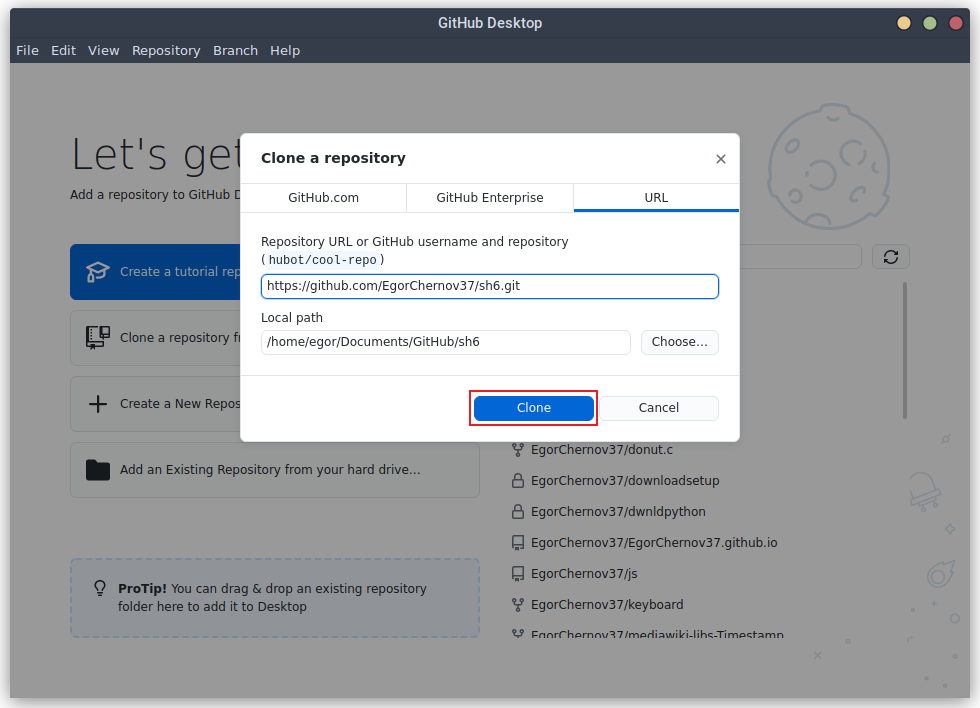 GitHub Desktop
File Edit View Repository Branch Help
Let's get
Add a repository to GitHub D
Create a tutorial rep
Clone a repository fr
Create a New Repos
Add an Existing Repository from your hard drive...
ProTip! You can drag & drop an existing repository
folder here to add it to Desktop
Clone a repository
GitHub.com
GitHub Enterprise
URL
Repository URL or GitHub username and repository
(hubot/cool-repo)
https://github.com/EgorChernov37/sh6.git
Local path
/home/egor/Documents/GitHub/sh6
Choose...
Clone
Cancel
EgorChernov37/donut.c
EgorChernov37/downloadsetup
EgorChernov37/dwnldpython
EgorChernov37/EgorChernov37.github.io
EgorChernov37/js
EgorChernov37/keyboard
EgorChernov37/mediawiki-libs-Timestamp